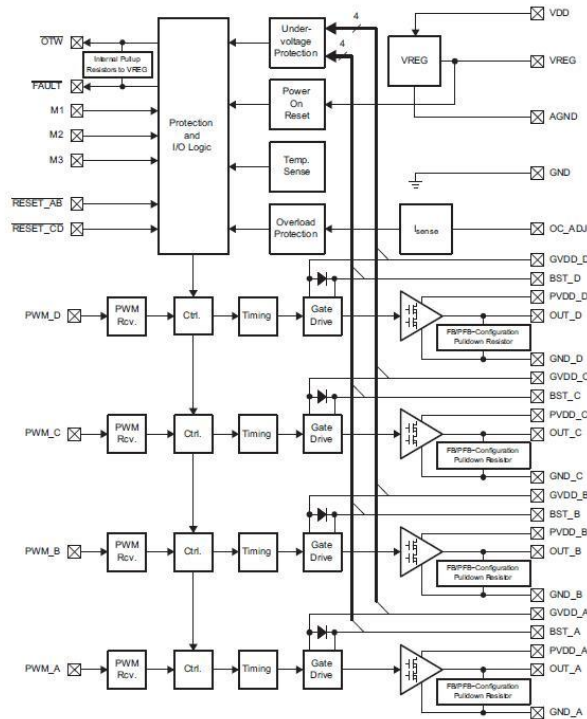 4
VDD
OTW
Under-
voltage
Protection
4
Internal Pullup
Resistors to VREG
VREG
VREG
FAULT
M1
Power
On
Reset
AGND
M2
Protection
and
I/O Logic
M3
Temp.
Sense
GND
RESET_AB
RESET_CD
Overload
Protection
Isense
OC_ADJ
GVDD_D
BST_D
PVDD_D
PWM_D
PWM
Rcv.
Ctrl.
Timing
Gate
Drive
OUT_D
FB/PFB-Configuration
Pulldown Resistor
GND_D
GVDD_C
BST_C
PVDD_C
PWM_C
PWM
Rcv.
Ctrl.
Timing
Gate
Drive
OUT_C
FB/PFB-Configuration
Pulldown Resistor
GND_C
GVDD_B
BST_B
PVDD_B
PWM_B
PWM
Rcv.
Ctrl.
Timing
Gate
Drive
OUT_B
FB/PFB-Configuration
Pulldown Resistor
GND_B
GVDD_A
BST_A
PVDD_A
PWM_A
PWM
Rcv.
Ctrl.
Timing
Gate
Drive
OUT_A
FB/PFB-Configuration
Pulldown Resistor
GND_A